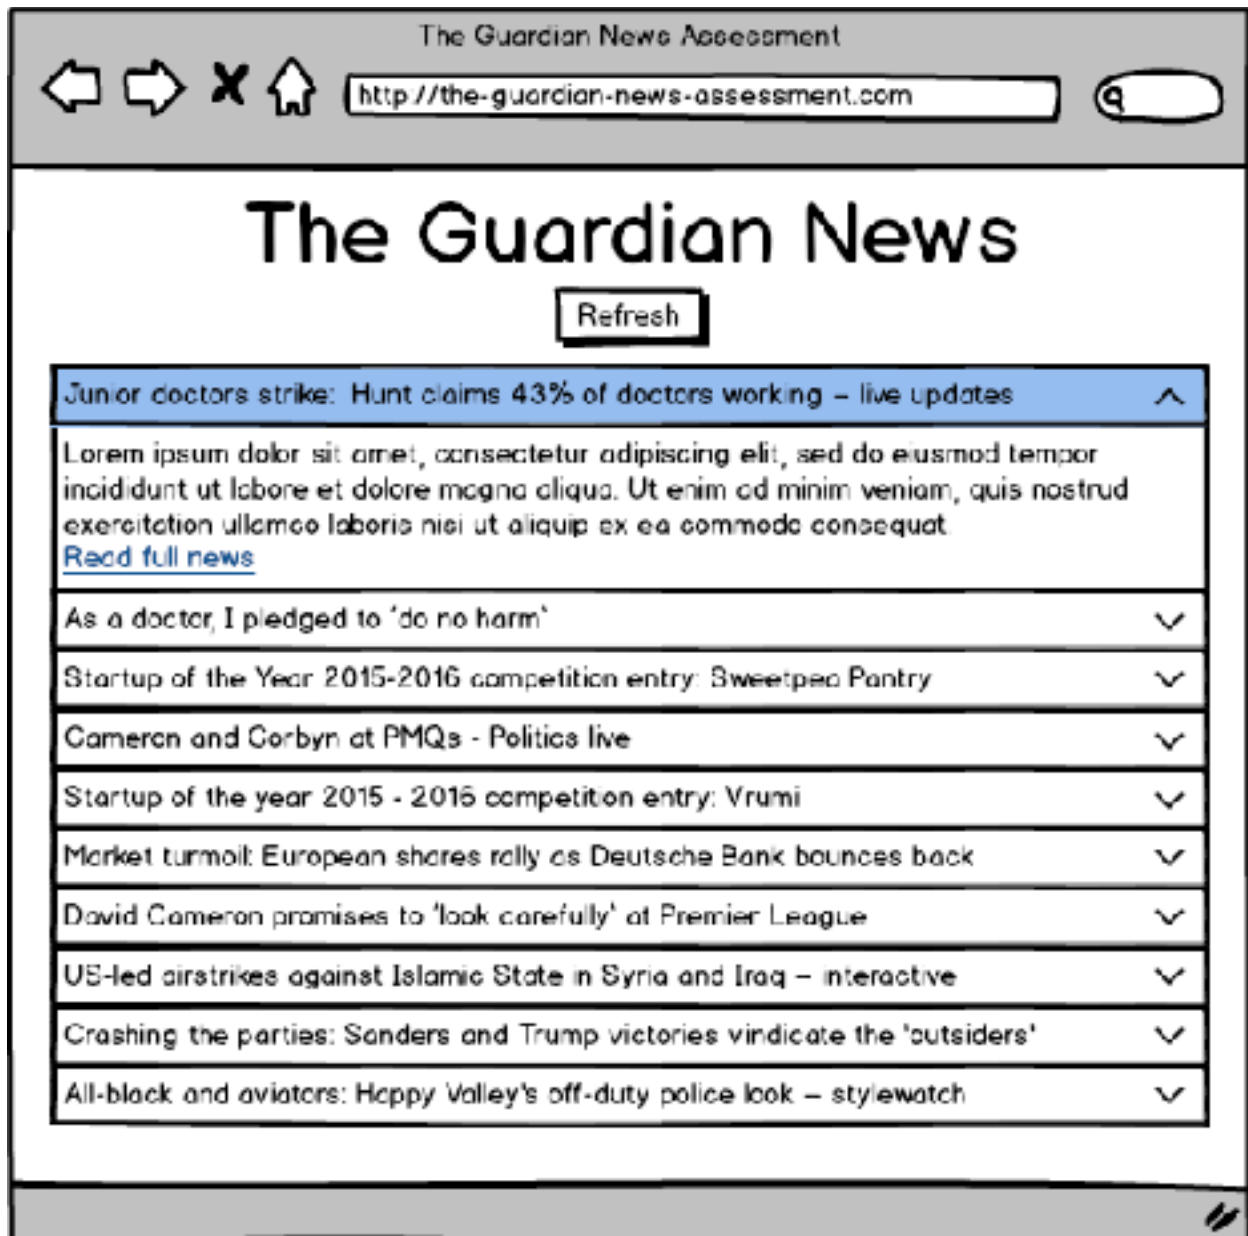 The Guardian News Assessment
http://the-guardian-news-assessment.com
The Guardian News
Refresh
Junior doctors strike: Hunt claims 43% of doctors working – live updates
Lorem ipsum dolor sit amet, consectetur adipiscing elit, sed do eiusmod tempor
incididunt ut labore et dolore magna aliqua. Ut enim ad minim veniam, quis nostrud
exercitation ullamco laboris nisi ut aliquip ex ea commodo consequat.
Read full news
As a doctor, I pledged to ‘do no harm‘
Startup of the Year 2015-2016 competition entry: Sweetpea Pantry
Cameron and Corbyn at PMQs - Politics live
Startup of the year 2015 - 2016 competition entry: Vrumi
Market turmoil: European shares rally as Deutsche Bank bounces back
David Cameron promises to ‘look carefully‘ at Premier League
US-led airstrikes against Islamic State in Syria and Iraq – interactive
Crashing the parties: Sanders and Trump victories vindicate the 'outsiders'
All-black and aviators: Happy Valley's off-duty police look – stylewatch